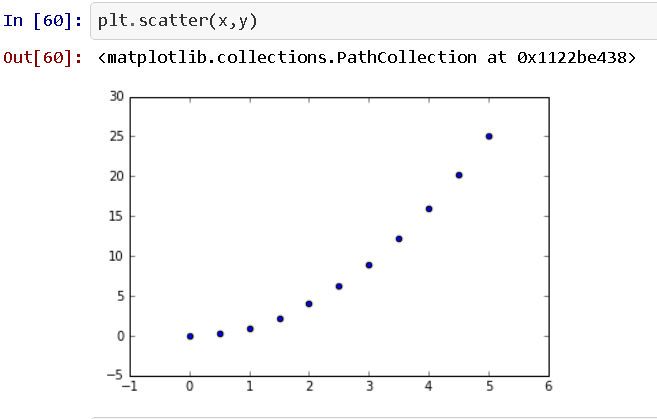 In [60]: plt.scatter(x,y)
Out[60]: <matplotlib.collections.PathCollection at 0x1122be438>
30
25
20
15
10
5
0
−5
−1 0 1 2 3 4 5 6